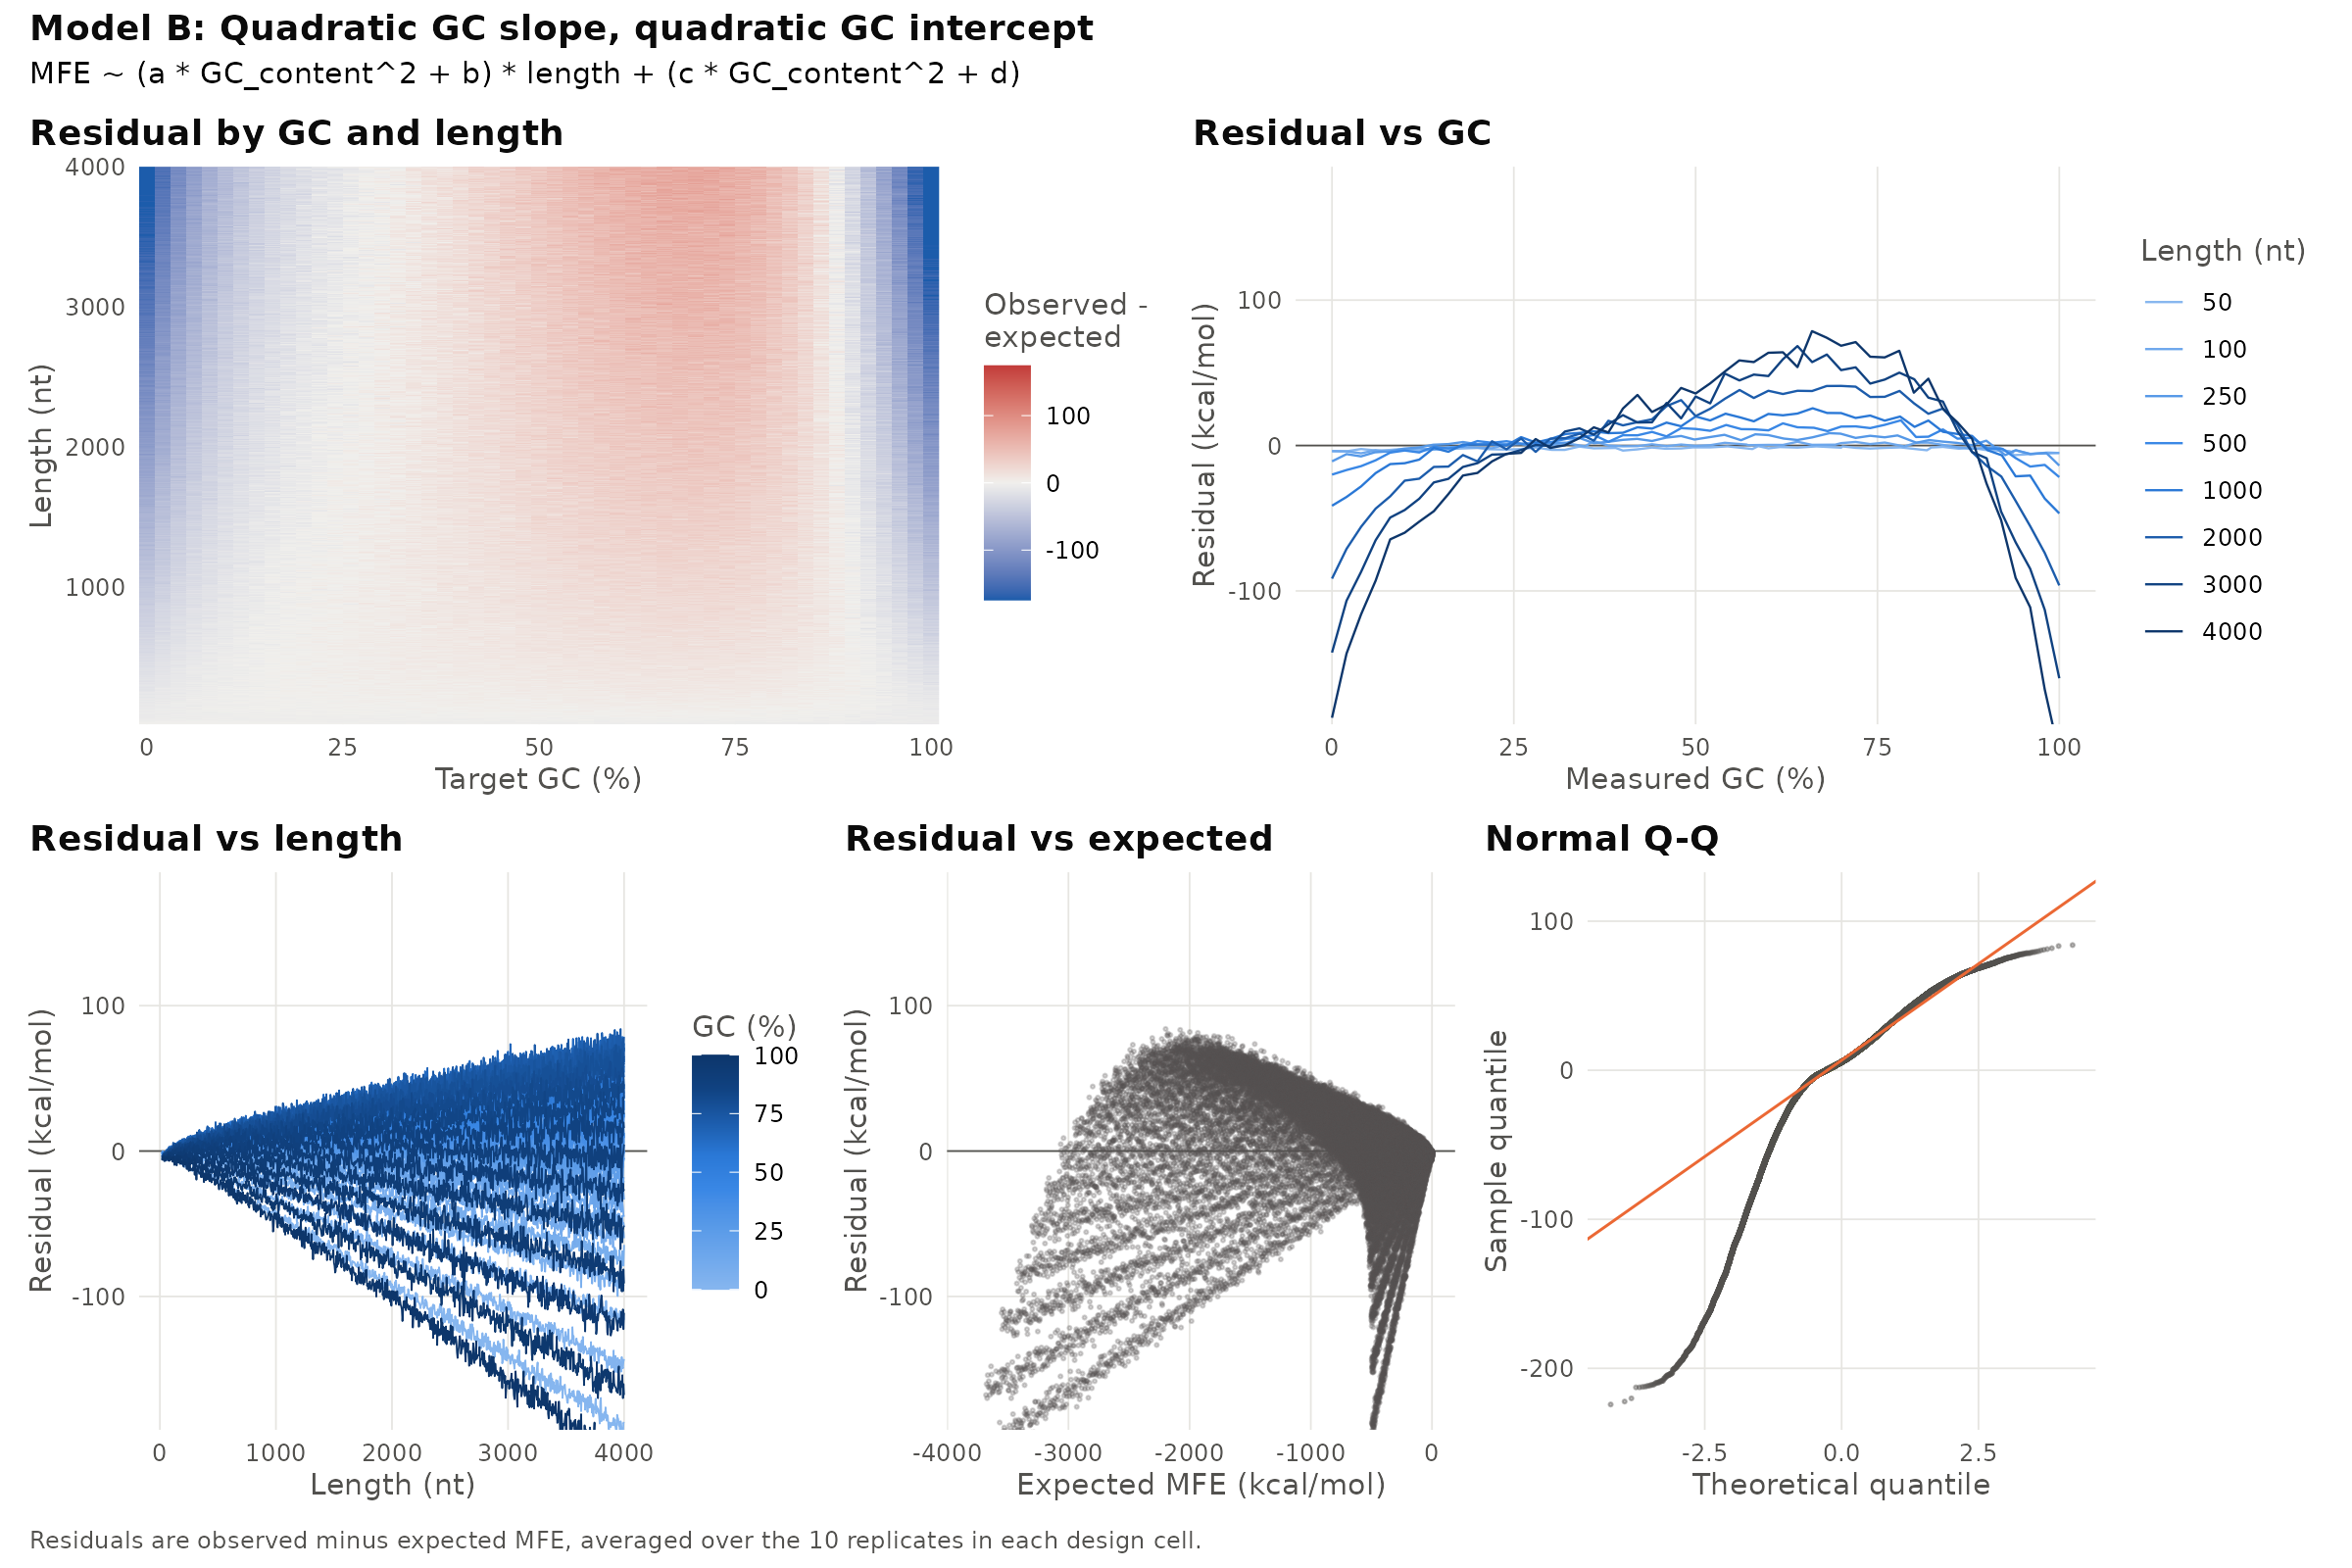 Model B: Quadratic GC slope, quadratic GC intercept
MFE ~ (a * GC_content^2 + b) * length + (c * GC_content^2 + d)
Residual by GC and length
4000
3000
2000
1000
Length (nt)
0
25
50
75
100
Target GC (%)
Observed -
expected
100
0
-100
Residual vs GC
100
0
-100
Residual (kcal/mol)
0
25
50
75
100
Measured GC (%)
Length (nt)
50
100
250
500
1000
2000
3000
4000
Residual vs length
100
0
-100
Residual (kcal/mol)
0
1000
2000
3000
4000
Length (nt)
GC (%)
100
75
50
25
0
Residual vs expected
100
0
-100
Residual (kcal/mol)
-4000
-3000
-2000
-1000
0
Expected MFE (kcal/mol)
Normal Q-Q
100
0
-100
-200
Sample quantile
-2.5
0.0
2.5
Theoretical quantile
Residuals are observed minus expected MFE, averaged over the 10 replicates in each design cell.